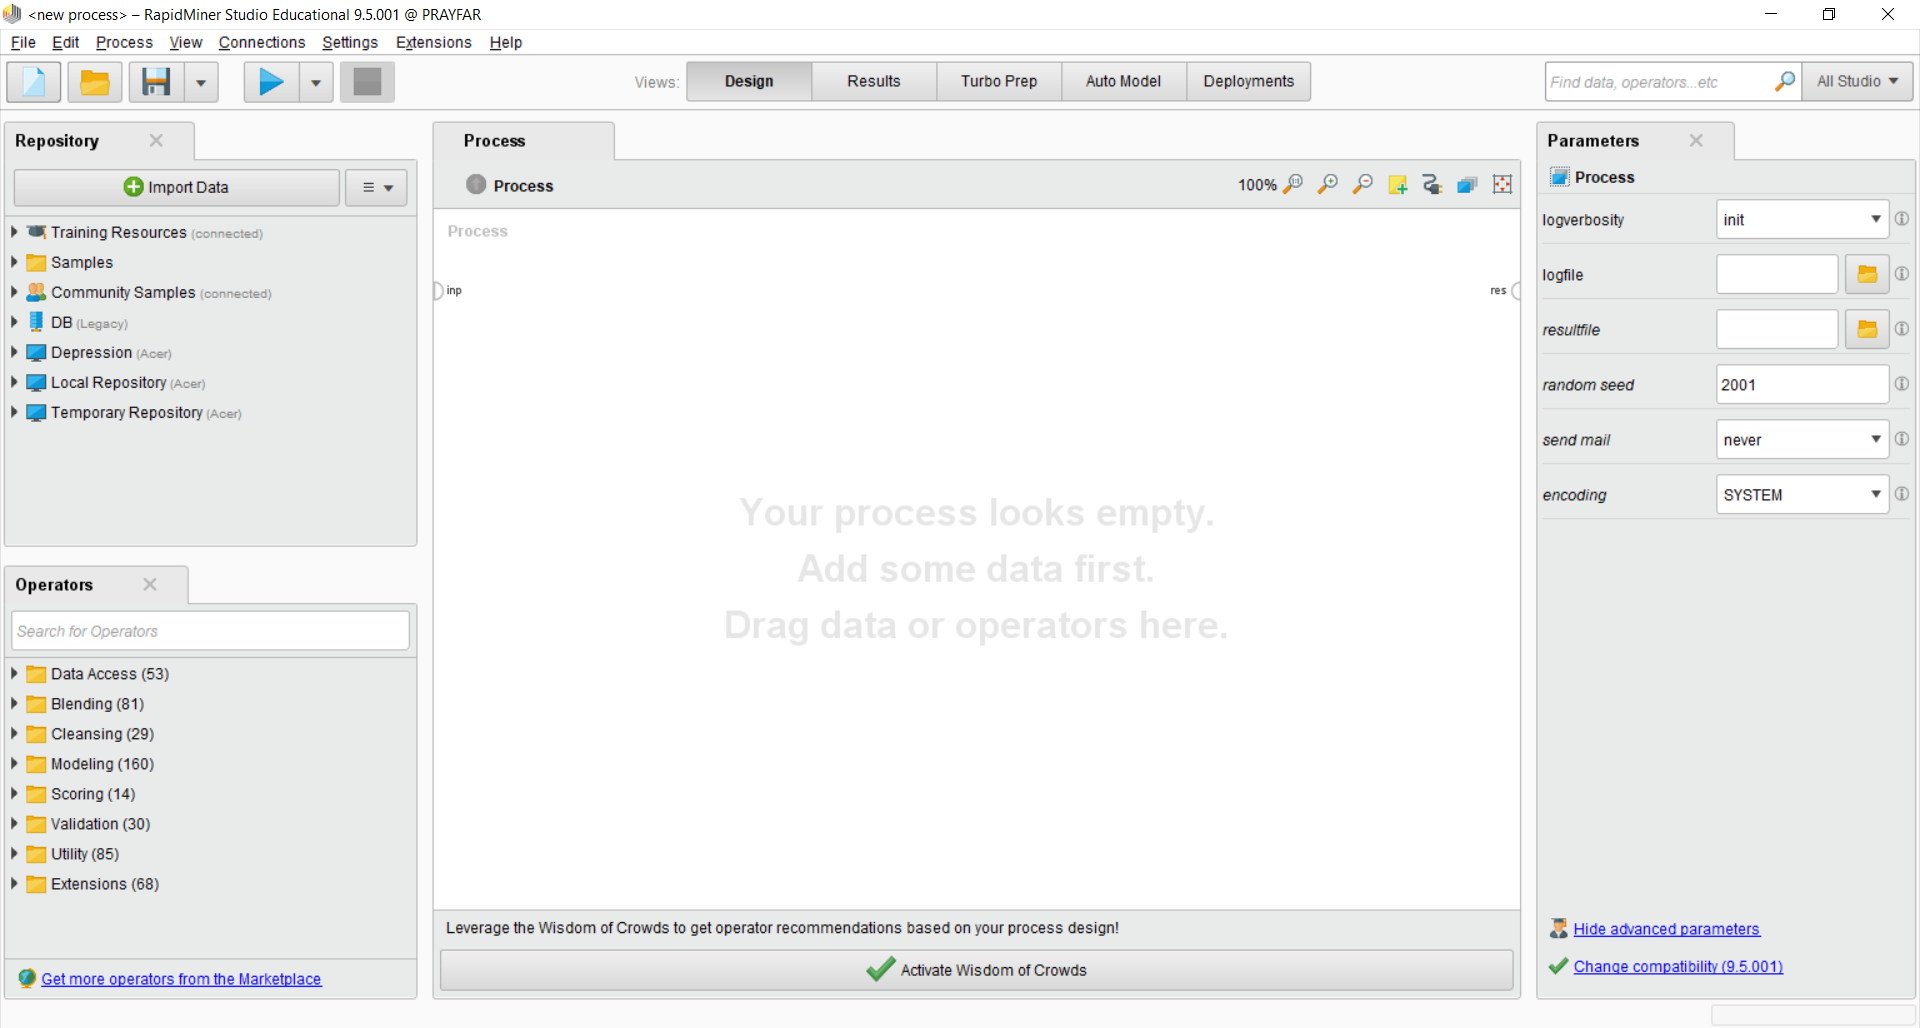 <new process> – RapidMiner Studio Educational 9.5.001 @ PRAYFAR
File Edit Process View Connections Settings Extensions Help
Views: Design Results Turbo Prep Auto Model Deployments
Find data, operators...etc All Studio
Repository
Import Data
Training Resources (connected)
Samples
Community Samples (connected)
DB (Legacy)
Depression (Acer)
Local Repository (Acer)
Temporary Repository (Acer)
Operators
Search for Operators
Data Access (53)
Blending (81)
Cleansing (29)
Modeling (160)
Scoring (14)
Validation (30)
Utility (85)
Extensions (68)
Get more operators from the Marketplace
Process
Process
100%
Process
inp
res
Your process looks empty.
Add some data first.
Drag data or operators here.
Leverage the Wisdom of Crowds to get operator recommendations based on your process design!
Activate Wisdom of Crowds
Parameters
Process
logverbosity init
logfile
resultfile
random seed 2001
send mail never
encoding SYSTEM
Hide advanced parameters
Change compatibility (9.5.001)